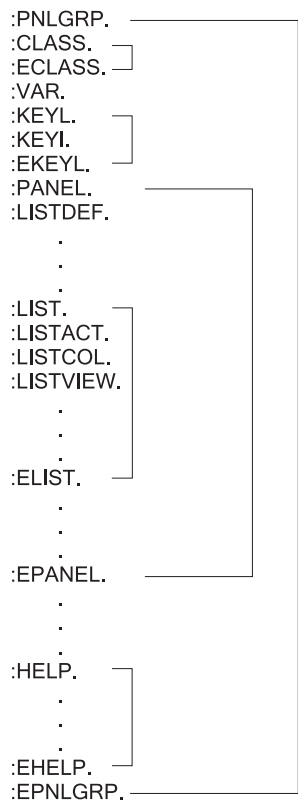 :PNLGRP.
:CLASS.
:ECLASS.
:VAR.
:KEYL.
:KEYI.
:EKEYL.
:PANEL.
:LISTDEF.
.
.
.
:LIST.
:LISTACT.
:LISTCOL.
:LISTVIEW.
.
.
.
:ELIST.
.
.
.
:EPANEL.
.
.
.
:HELP.
.
.
.
:EHELP.
:EPNLGRP.